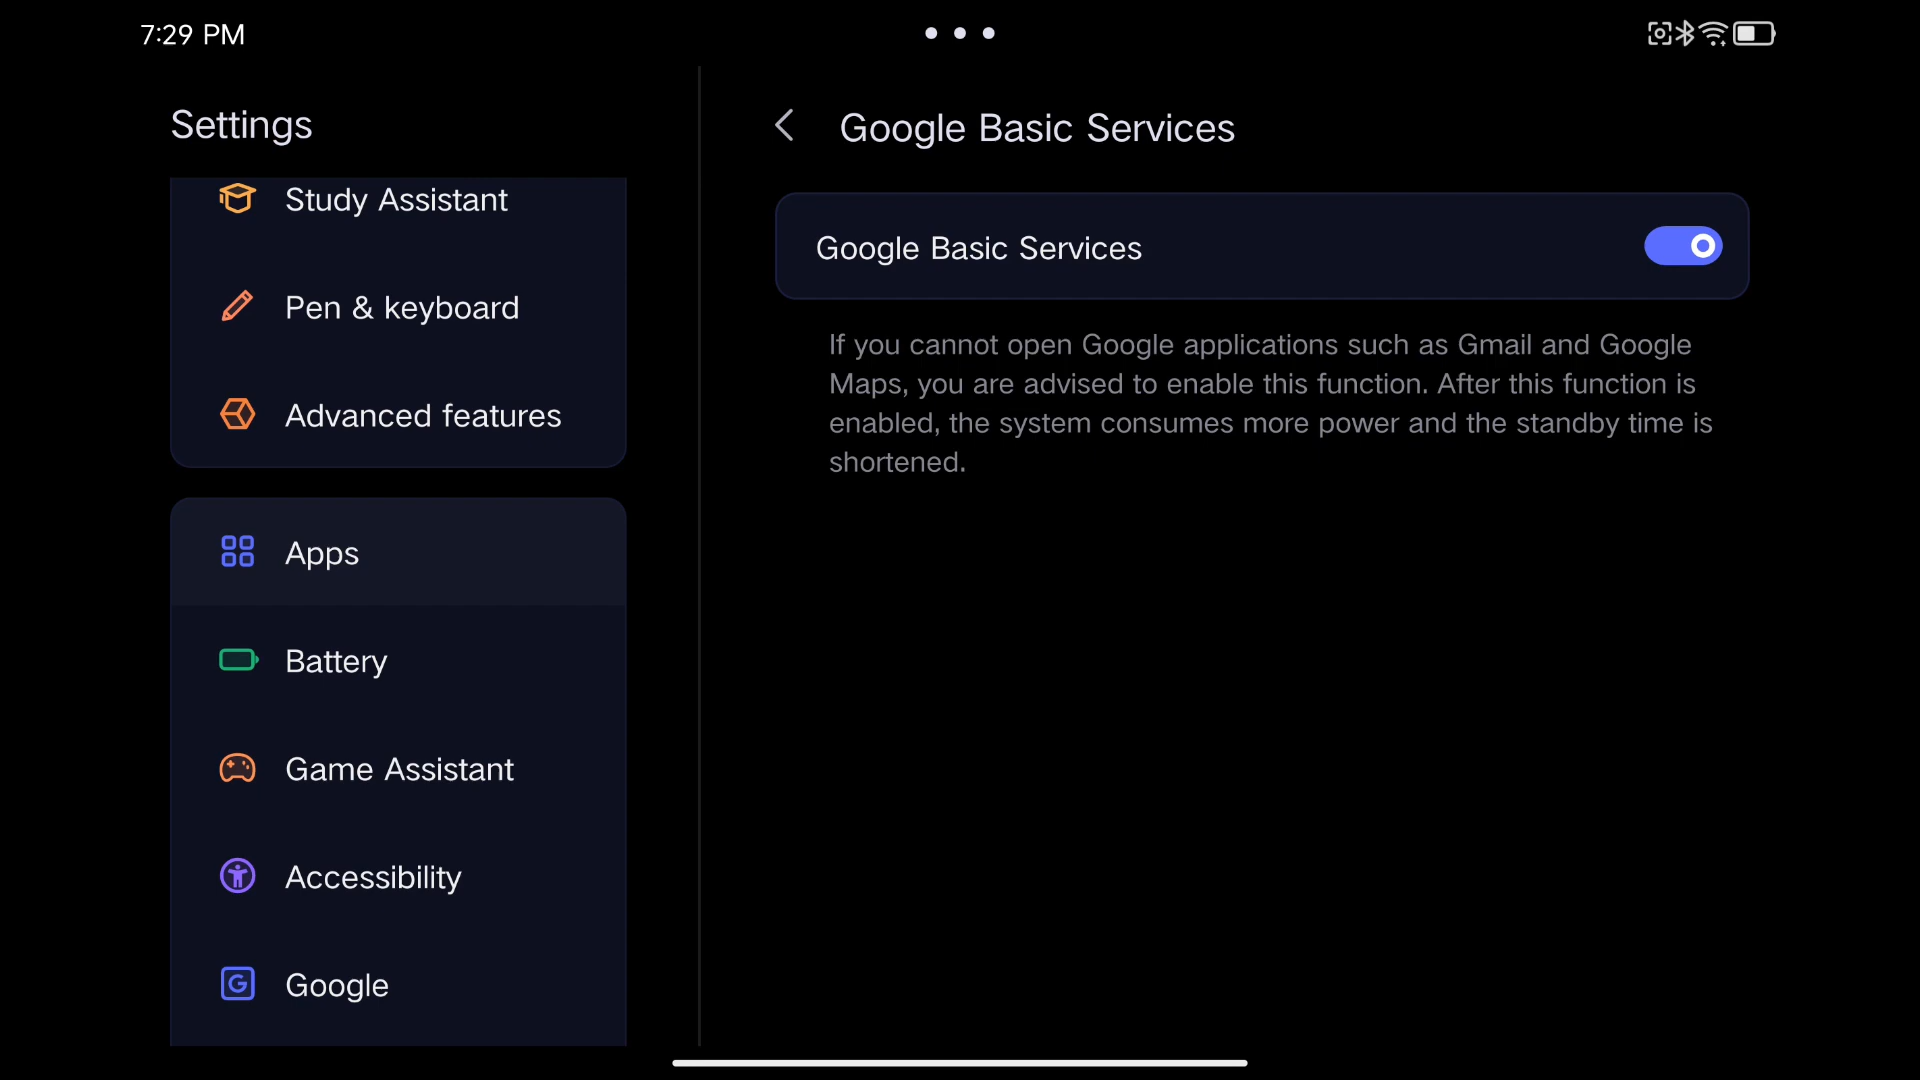 7:29 PM
Settings
Study Assistant
Pen & keyboard
Advanced features
Apps
Battery
Game Assistant
Accessibility
Google
Google Basic Services
Google Basic Services
If you cannot open Google applications such as Gmail and Google
Maps, you are advised to enable this function. After this function is
enabled, the system consumes more power and the standby time is
shortened.